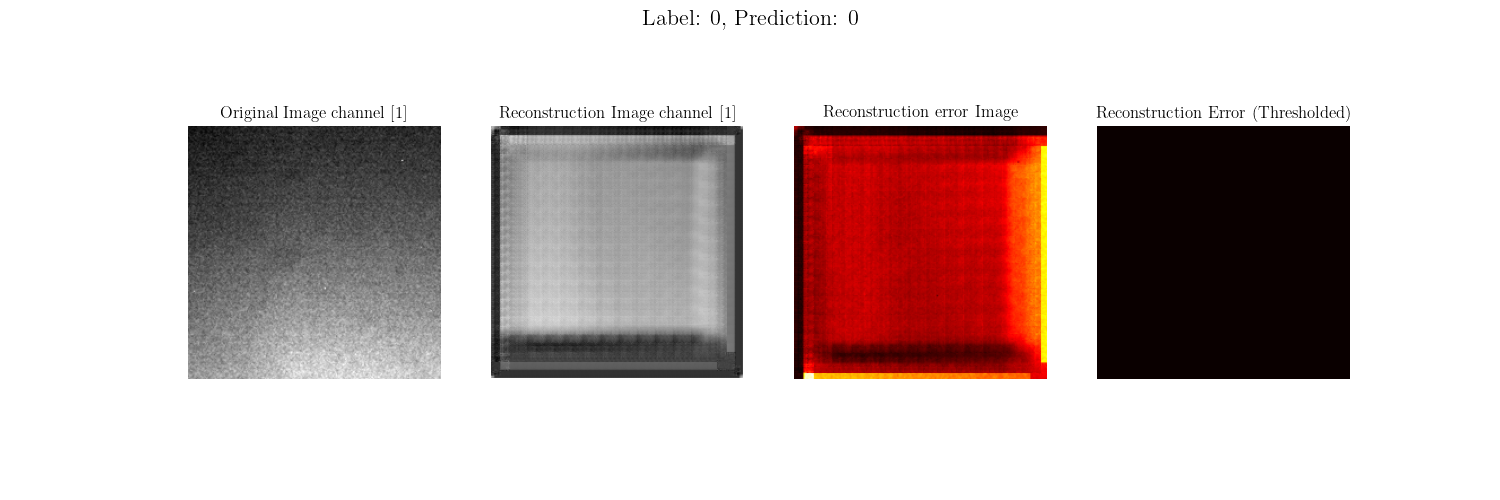 Label: 0, Prediction: 0
Original Image channel [1]
Reconstruction Image channel [1]
Reconstruction error Image
Reconstruction Error (Thresholded)